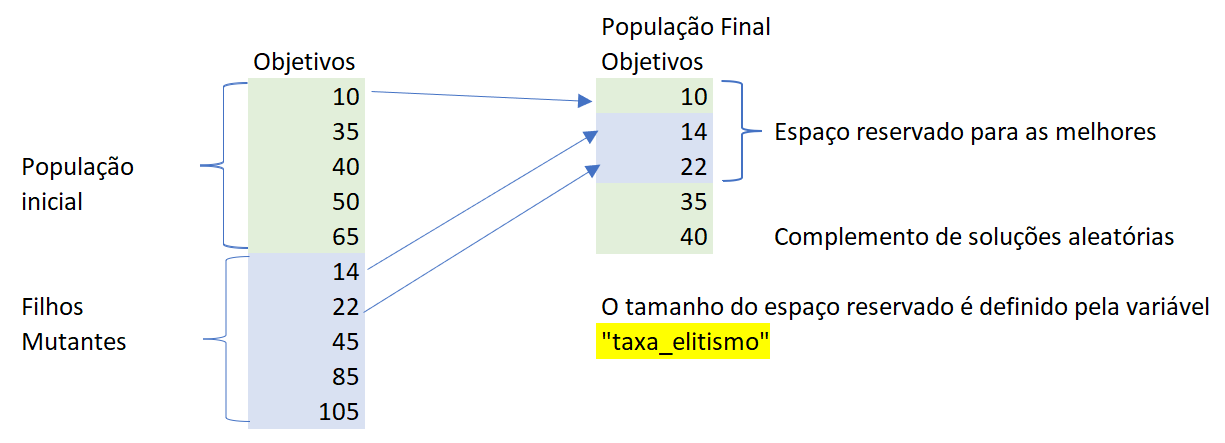 População Final
Objetivos
Objetivos
10
35
40
50
65
14
22
45
85
105
População
inicial
Filhos
Mutantes
10
14
22
35
40
Espaço reservado para as melhores
Complemento de soluções aleatórias
O tamanho do espaço reservado é definido pela variável
"taxa_elitismo"